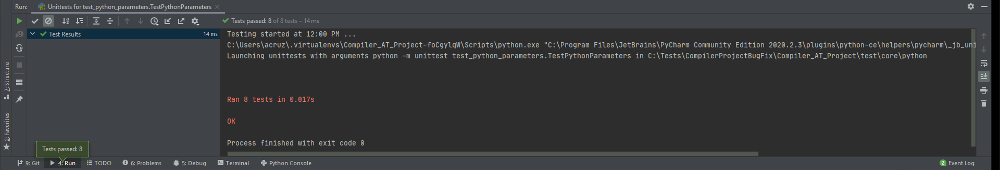 Run: Unittests for test_python_parameters.TestPythonParameters
Tests passed: 8 of 8 tests – 14 ms
Test Results 14 ms
Testing started at 12:00 PM ...
C:\Users\acruz\.virtualenvs\Compiler_AT_Project-foCgylqW\Scripts\python.exe "C:\Program Files\JetBrains\PyCharm Community Edition 2020.2.3\plugins\python-ce\helpers\pycharm\_jb_uni
Launching unittests with arguments python -m unittest test_python_parameters.TestPythonParameters in C:\Tests\CompilerProjectBugFix\Compiler_AT_Project\test\core\python
Ran 8 tests in 0.017s
OK
Process finished with exit code 0
7: Structure
2: Favorites
Tests passed: 8
9: Git 4: Run TODO 6: Problems 5: Debug Terminal Python Console 2 Event Log